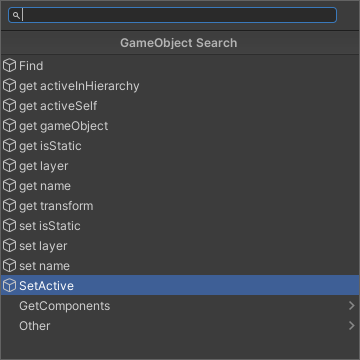 GameObject Search
Find
get activeInHierarchy
get activeSelf
get gameObject
get isStatic
get layer
get name
get transform
set isStatic
set layer
set name
SetActive
GetComponents
Other